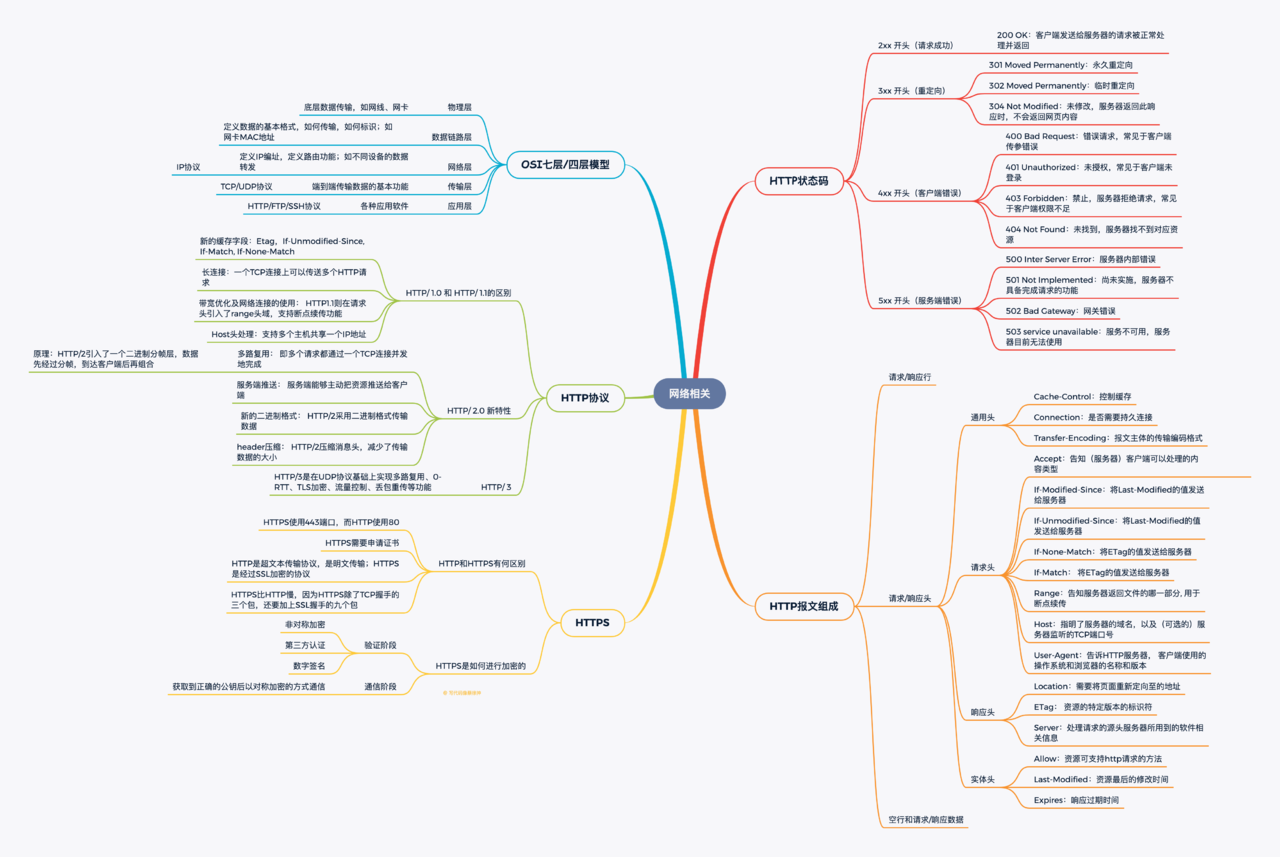 网络相关
OSI七层/四层模型
物理层
底层数据传输，如网线、网卡
数据链路层
定义数据的基本格式，如何传输，如何标识；如
网卡MAC地址
网络层
定义IP编址，定义路由功能；如不同设备的数据
转发
IP协议
传输层
端到端传输数据的基本功能
TCP/UDP协议
应用层
各种应用软件
HTTP/FTP/SSH协议
HTTP协议
HTTP/ 1.0 和 HTTP/ 1.1的区别
新的缓存字段：Etag，If-Unmodified-Since,
If-Match, If-None-Match
长连接：一个TCP连接上可以传送多个HTTP请
求
带宽优化及网络连接的使用： HTTP1.1则在请求
头引入了range头域，支持断点续传功能
Host头处理：支持多个主机共享一个IP地址
HTTP/ 2.0 新特性
多路复用： 即多个请求都通过一个TCP连接并发
地完成
原理：HTTP/2引入了一个二进制分帧层，数据
先经过分帧，到达客户端后再组合
服务端推送： 服务端能够主动把资源推送给客户
端
新的二进制格式： HTTP/2采用二进制格式传输
数据
header压缩： HTTP/2压缩消息头，减少了传输
数据的大小
HTTP/ 3
HTTP/3是在UDP协议基础上实现多路复用、0-
RTT、TLS加密、流量控制、丢包重传等功能
HTTPS
HTTP和HTTPS有何区别
HTTPS使用443端口，而HTTP使用80
HTTPS需要申请证书
HTTP是超文本传输协议，是明文传输；HTTPS
是经过SSL加密的协议
HTTPS比HTTP慢，因为HTTPS除了TCP握手的
三个包，还要加上SSL握手的九个包
HTTPS是如何进行加密的
验证阶段
非对称加密
第三方认证
数字签名
通信阶段
获取到正确的公钥后以对称加密的方式通信
HTTP状态码
2xx 开头（请求成功）
200 OK：客户端发送给服务器的请求被正常处
理并返回
3xx 开头（重定向）
301 Moved Permanently：永久重定向
302 Moved Permanently：临时重定向
304 Not Modified：未修改，服务器返回此响
应时，不会返回网页内容
4xx 开头（客户端错误）
400 Bad Request：错误请求，常见于客户端
传参错误
401 Unauthorized：未授权，常见于客户端未
登录
403 Forbidden：禁止，服务器拒绝请求，常见
于客户端权限不足
404 Not Found：未找到，服务器找不到对应资
源
5xx 开头（服务端错误）
500 Inter Server Error：服务器内部错误
501 Not Implemented：尚未实施，服务器不
具备完成请求的功能
502 Bad Gateway：网关错误
503 service unavailable：服务不可用，服务
器目前无法使用
HTTP报文组成
请求/响应行
请求/响应头
通用头
Cache-Control：控制缓存
Connection：是否需要持久连接
Transfer-Encoding：报文主体的传输编码格式
请求头
Accept：告知（服务器）客户端可以处理的内
容类型
If-Modified-Since：将Last-Modified的值发送
给服务器
If-Unmodified-Since：将Last-Modified的值
发送给服务器
If-None-Match：将ETag的值发送给服务器
If-Match： 将ETag的值发送给服务器
Range：告知服务器返回文件的哪一部分, 用于
断点续传
Host：指明了服务器的域名，以及（可选的）服
务器监听的TCP端口号
User-Agent：告诉HTTP服务器， 客户端使用的
操作系统和浏览器的名称和版本
响应头
Location：需要将页面重新定向至的地址
ETag： 资源的特定版本的标识符
Server：处理请求的源头服务器所用到的软件相
关信息
实体头
Allow：资源可支持http请求的方法
Last-Modified：资源最后的修改时间
Expires：响应过期时间
空行和请求/响应数据